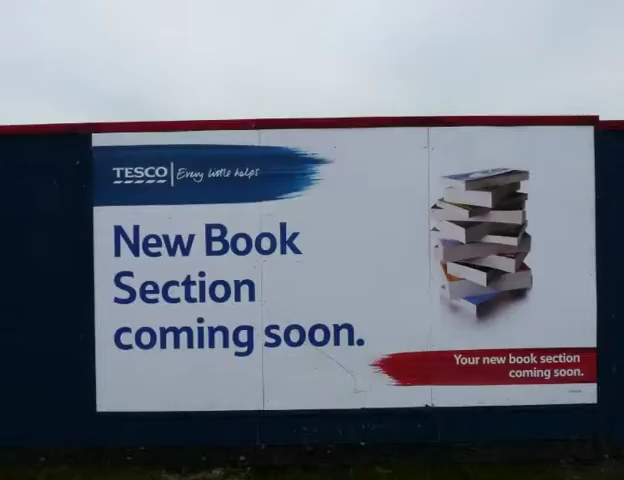 TESCO Every little helps
New Book
Section
coming soon.
Your new book section
coming soon.